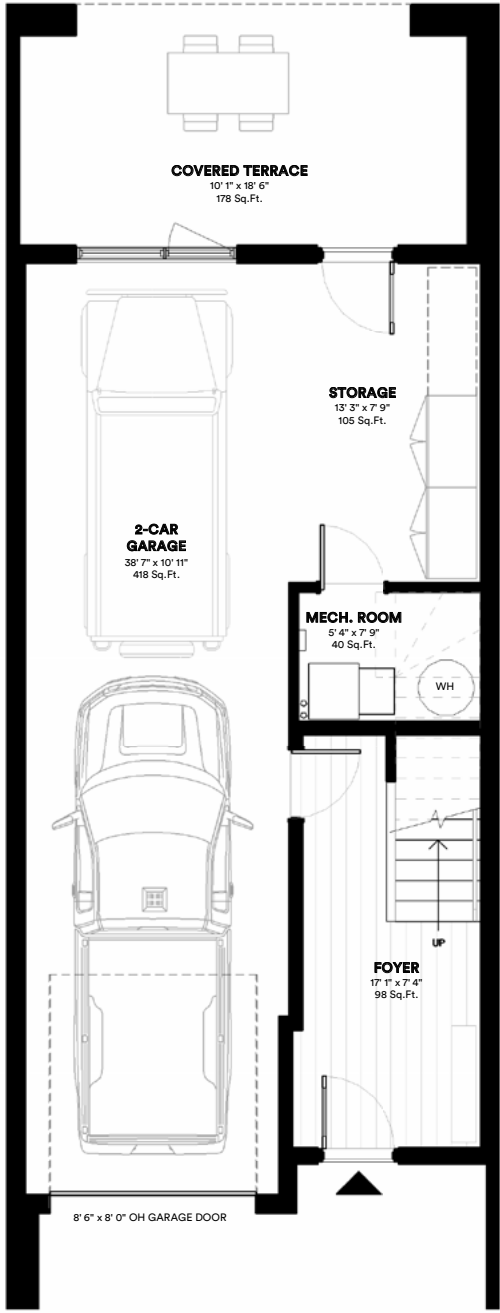 COVERED TERRACE
10' 1" x 18' 6"
178 Sq.Ft.
STORAGE
13' 3" x 7' 9"
105 Sq.Ft.
2-CAR
GARAGE
38' 7" x 10' 11"
418 Sq.Ft.
MECH. ROOM
5' 4" x 7' 9"
40 Sq.Ft.
WH
UP
FOYER
17' 1" x 7' 4"
98 Sq.Ft.
8' 6" x 8' 0" OH GARAGE DOOR